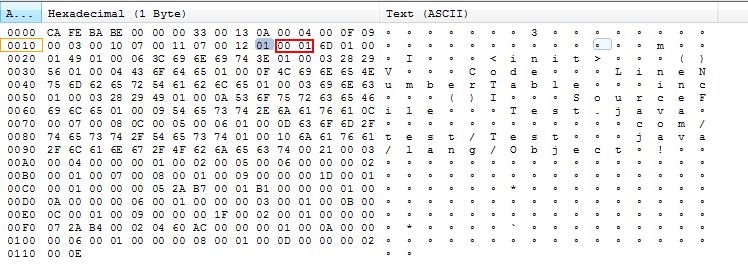 A... Hexadecimal (1 Byte) Text (ASCII)
0000 CA FE BA BE 00 00 00 33 00 13 0A 00 04 00 0F 09 ° ° ° ° ° ° ° 3 ° ° ° ° ° ° ° °
0010 00 03 00 10 07 00 11 07 00 12 01 00 01 6D 01 00 ° ° ° ° ° ° ° ° ° ° ° ° ° m ° °
0020 01 49 01 00 06 3C 69 6E 69 74 3E 01 00 03 28 29 ° I ° ° ° < i n i t > ° ° ° ( )
0030 56 01 00 04 43 6F 64 65 01 00 0F 4C 69 6E 65 4E V ° ° ° C o d e ° ° ° L i n e N
0040 75 6D 62 65 72 54 61 62 6C 65 01 00 03 69 6E 63 u m b e r T a b l e ° ° ° i n c
0050 01 00 03 28 29 49 01 00 0A 53 6F 75 72 63 65 46 ° ° ° ( ) I ° ° ° S o u r c e F
0060 69 6C 65 01 00 09 54 65 73 74 2E 6A 61 76 61 0C i l e ° ° ° T e s t . j a v a °
0070 00 07 00 08 0C 00 05 00 06 01 00 0D 63 6F 6D 2F ° ° ° ° ° ° ° ° ° ° ° ° c o m /
0080 74 65 73 74 2F 54 65 73 74 01 00 10 6A 61 76 61 t e s t / T e s t ° ° ° j a v a
0090 2F 6C 61 6E 67 2F 4F 62 6A 65 63 74 00 21 00 03 / l a n g / O b j e c t ° ! ° °
00A0 00 04 00 00 00 01 00 02 00 05 00 06 00 00 00 02 ° ° ° ° ° ° ° ° ° ° ° ° ° ° ° °
00B0 00 01 00 07 00 08 00 01 00 09 00 00 00 1D 00 01 ° ° ° ° ° ° ° ° ° ° ° ° ° ° ° °
00C0 00 01 00 00 00 05 2A B7 00 01 B1 00 00 00 01 00 ° ° ° ° ° ° * ° ° ° ° ° ° ° ° °
00D0 0A 00 00 00 06 00 01 00 00 00 03 00 01 00 0B 00 ° ° ° ° ° ° ° ° ° ° ° ° ° ° ° °
00E0 0C 00 01 00 09 00 00 00 1F 00 02 00 01 00 00 00 ° ° ° ° ° ° ° ° ° ° ° ° ° ° ° °
00F0 07 2A B4 00 02 04 60 AC 00 00 00 01 00 0A 00 00 ° * ° ° ° ° ` ° ° ° ° ° ° ° ° °
0100 00 06 00 01 00 00 00 08 00 01 00 0D 00 00 00 02 ° ° ° ° ° ° ° ° ° ° ° ° ° ° ° °
0110 00 0E ° °